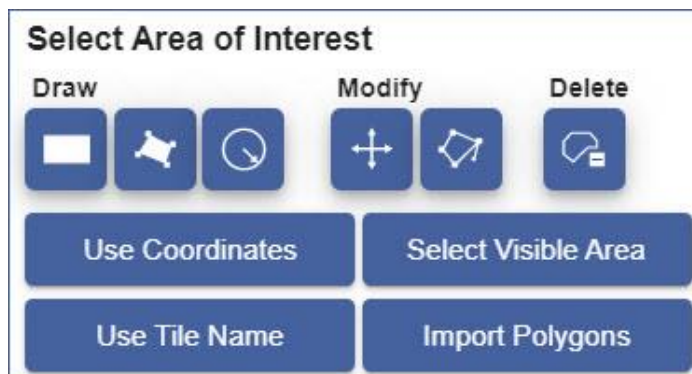 Select Area of Interest
Draw Modify Delete
Use Coordinates Select Visible Area
Use Tile Name Import Polygons